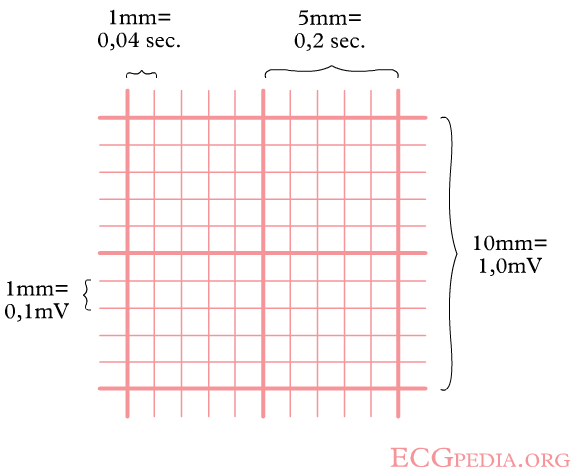 1mm=
0,04 sec.
5mm=
0,2 sec.
10mm=
1,0mV
1mm=
0,1mV
ECGPEDIA.ORG